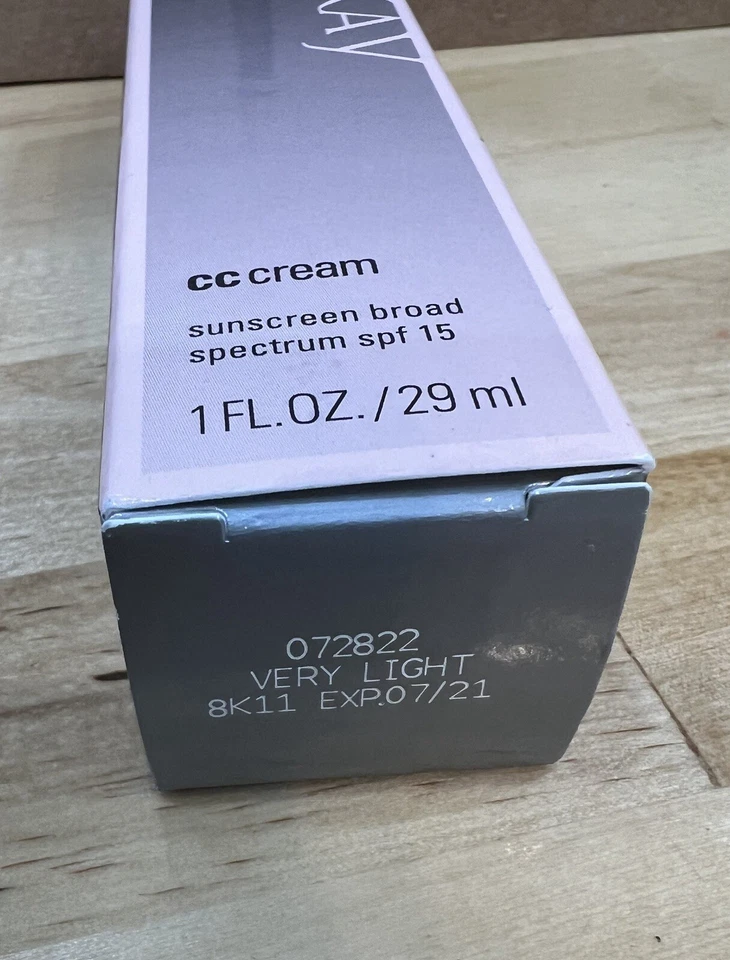 cc cream
sunscreen broad
spectrum spf 15
1 FL.OZ./29 ml
072822
VERY LIGHT
8K11 EXP.07/21